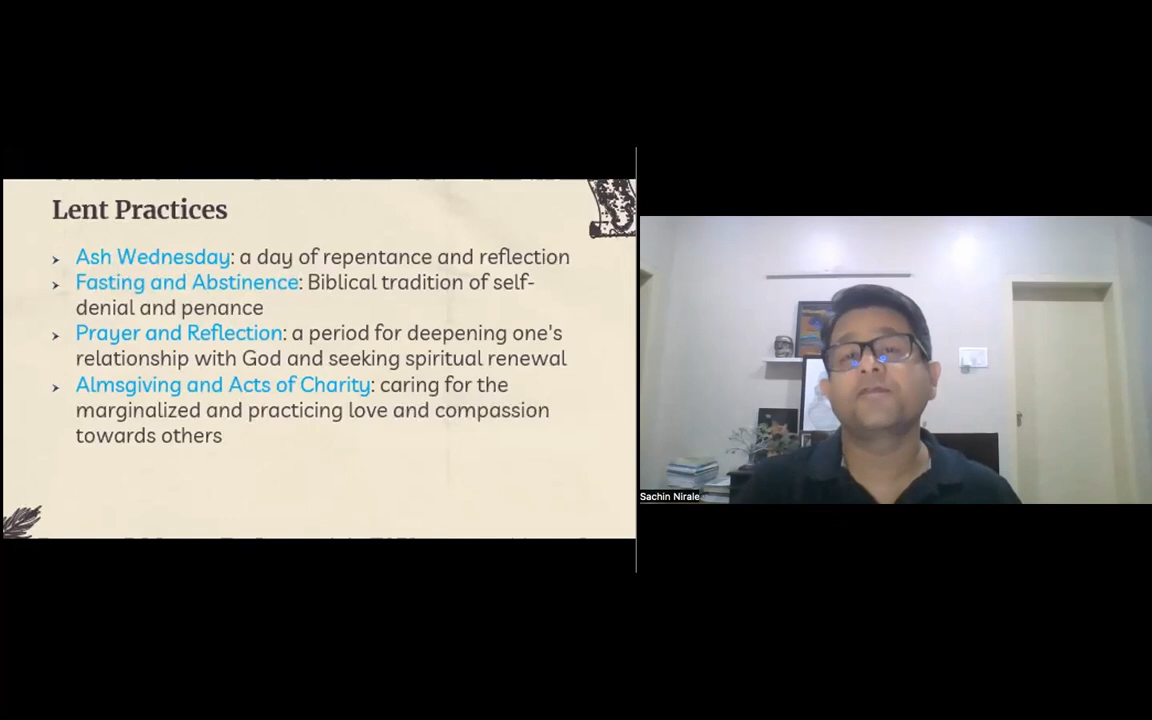 Lent Practices
Ash Wednesday: a day of repentance and reflection
Fasting and Abstinence: Biblical tradition of self-
denial and penance
Prayer and Reflection: a period for deepening one's
relationship with God and seeking spiritual renewal
Almsgiving and Acts of Charity: caring for the
marginalized and practicing love and compassion
towards others
Sachin Nirale